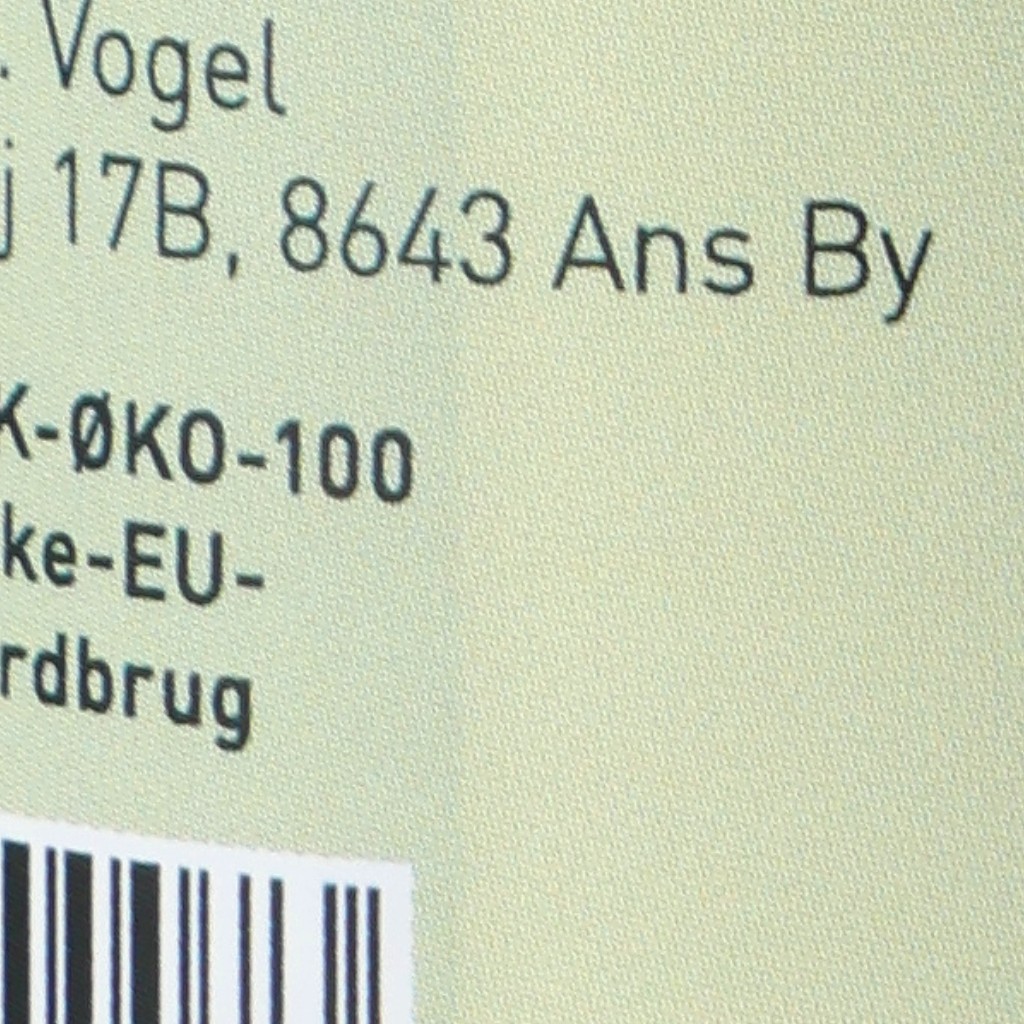 . Vogel
j 17B, 8643 Ans By
K-ØKO-100
ke-EU-
rdbrug